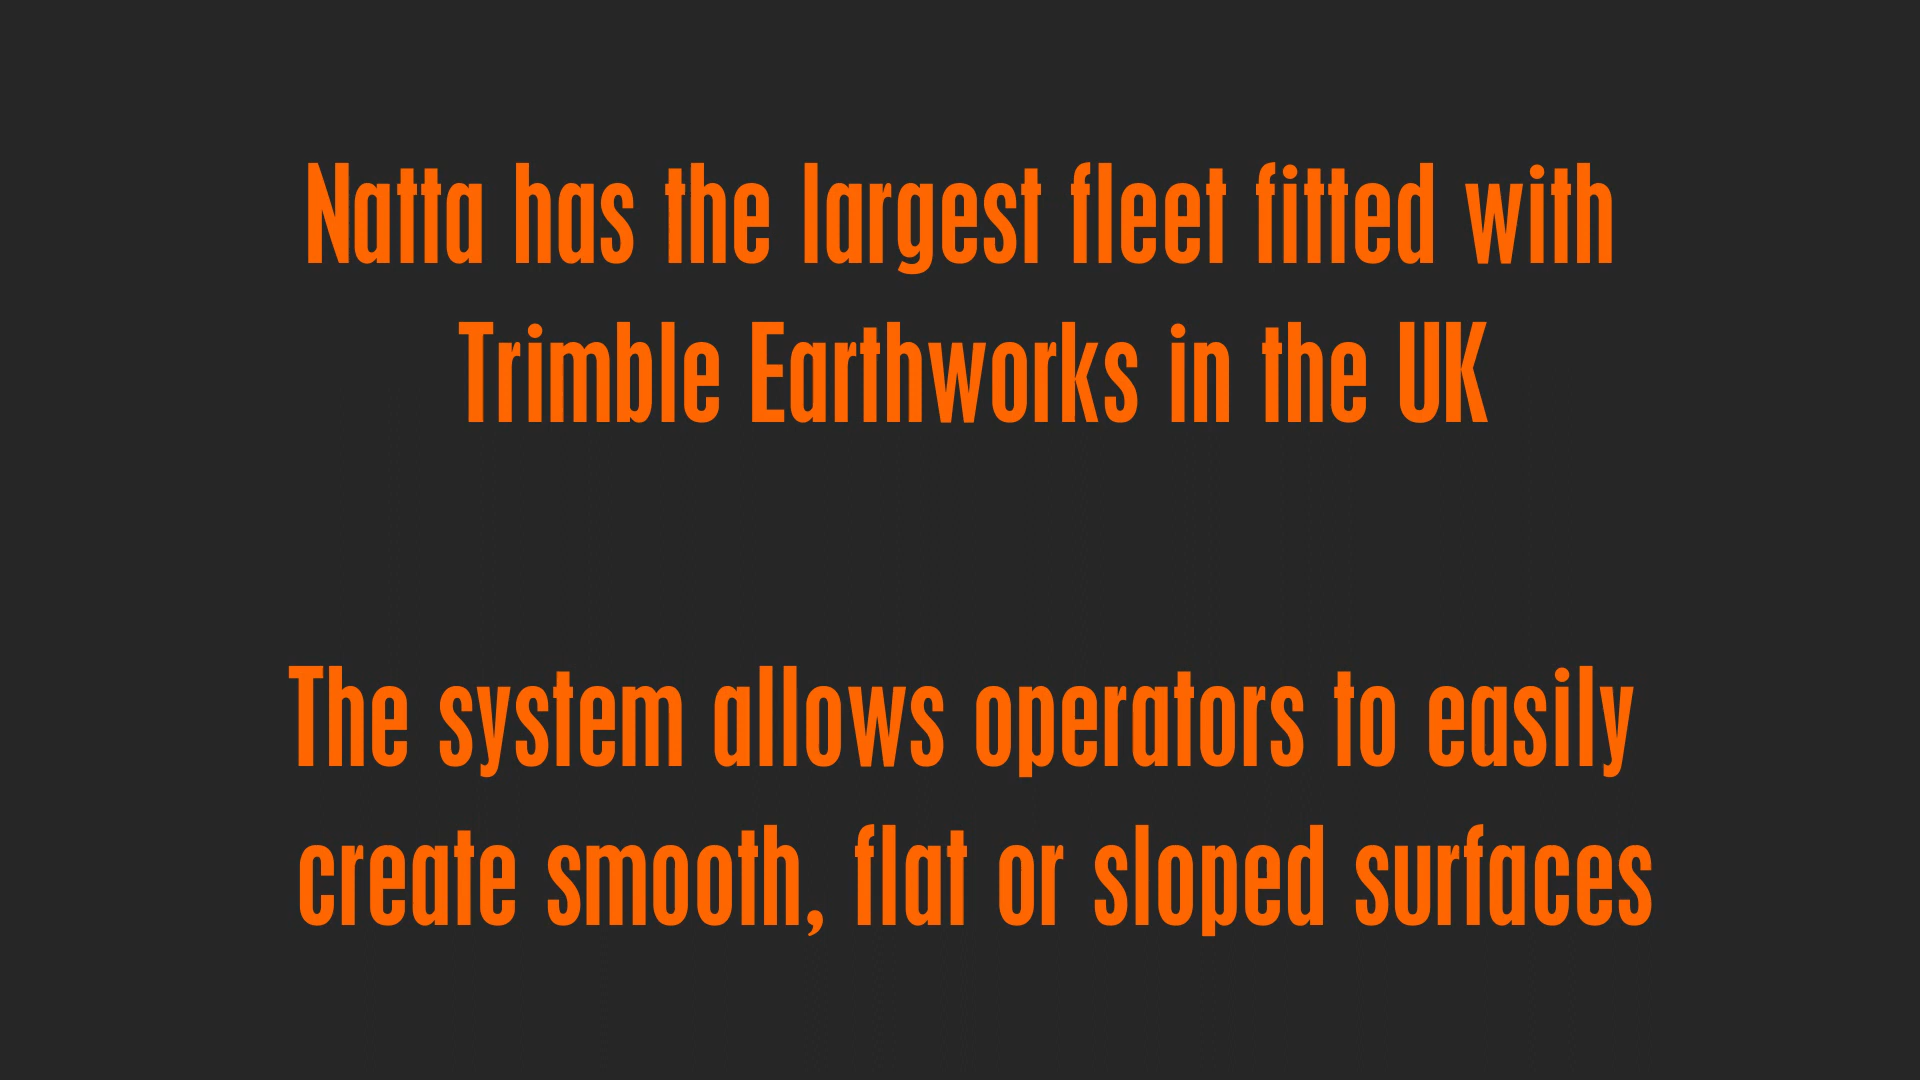 Natta has the largest fleet fitted with
Trimble Earthworks in the UK
The system allows operators to easily
create smooth, flat or sloped surfaces